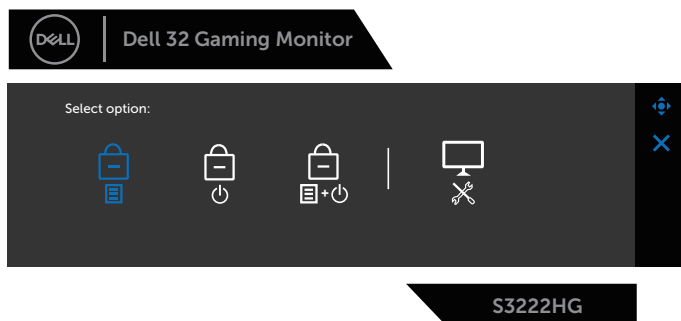 DELL
Dell 32 Gaming Monitor
Select option:
+
S3222HG